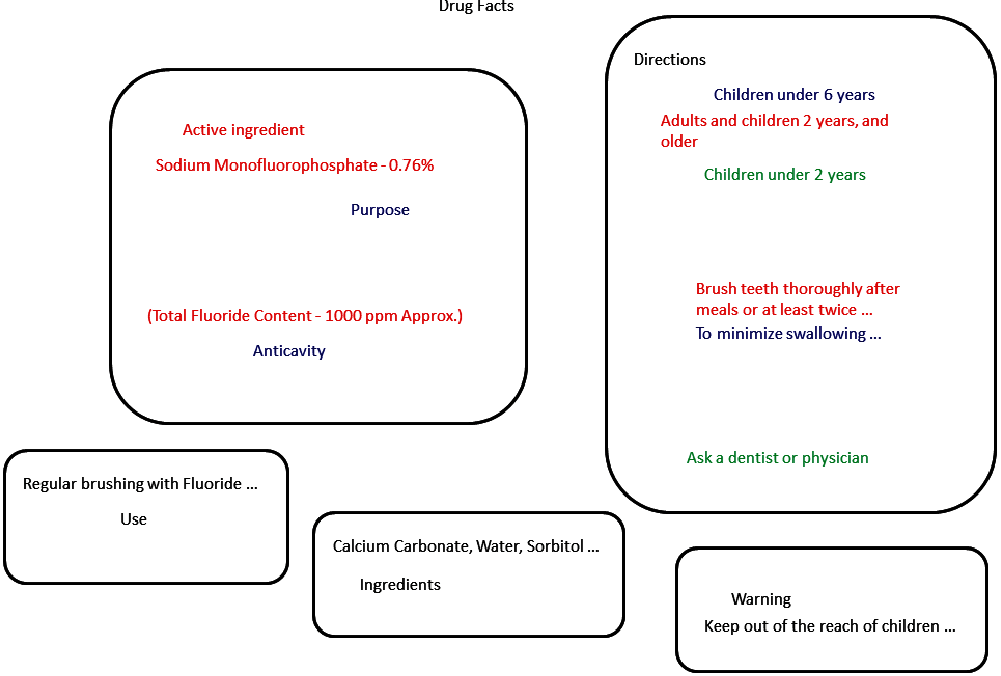 Drug Facts
Active ingredient
Sodium Monofluorophosphate - 0.76%
Purpose
(Total Fluoride Content - 1000 ppm Approx.)
Anticavity
Directions
Children under 6 years
Adults and children 2 years, and
older
Children under 2 years
Brush teeth thoroughly after
meals or at least twice ...
To minimize swallowing ...
Ask a dentist or physician
Regular brushing with Fluoride ...
Use
Calcium Carbonate, Water, Sorbitol ...
Ingredients
Warning
Keep out of the reach of children ...